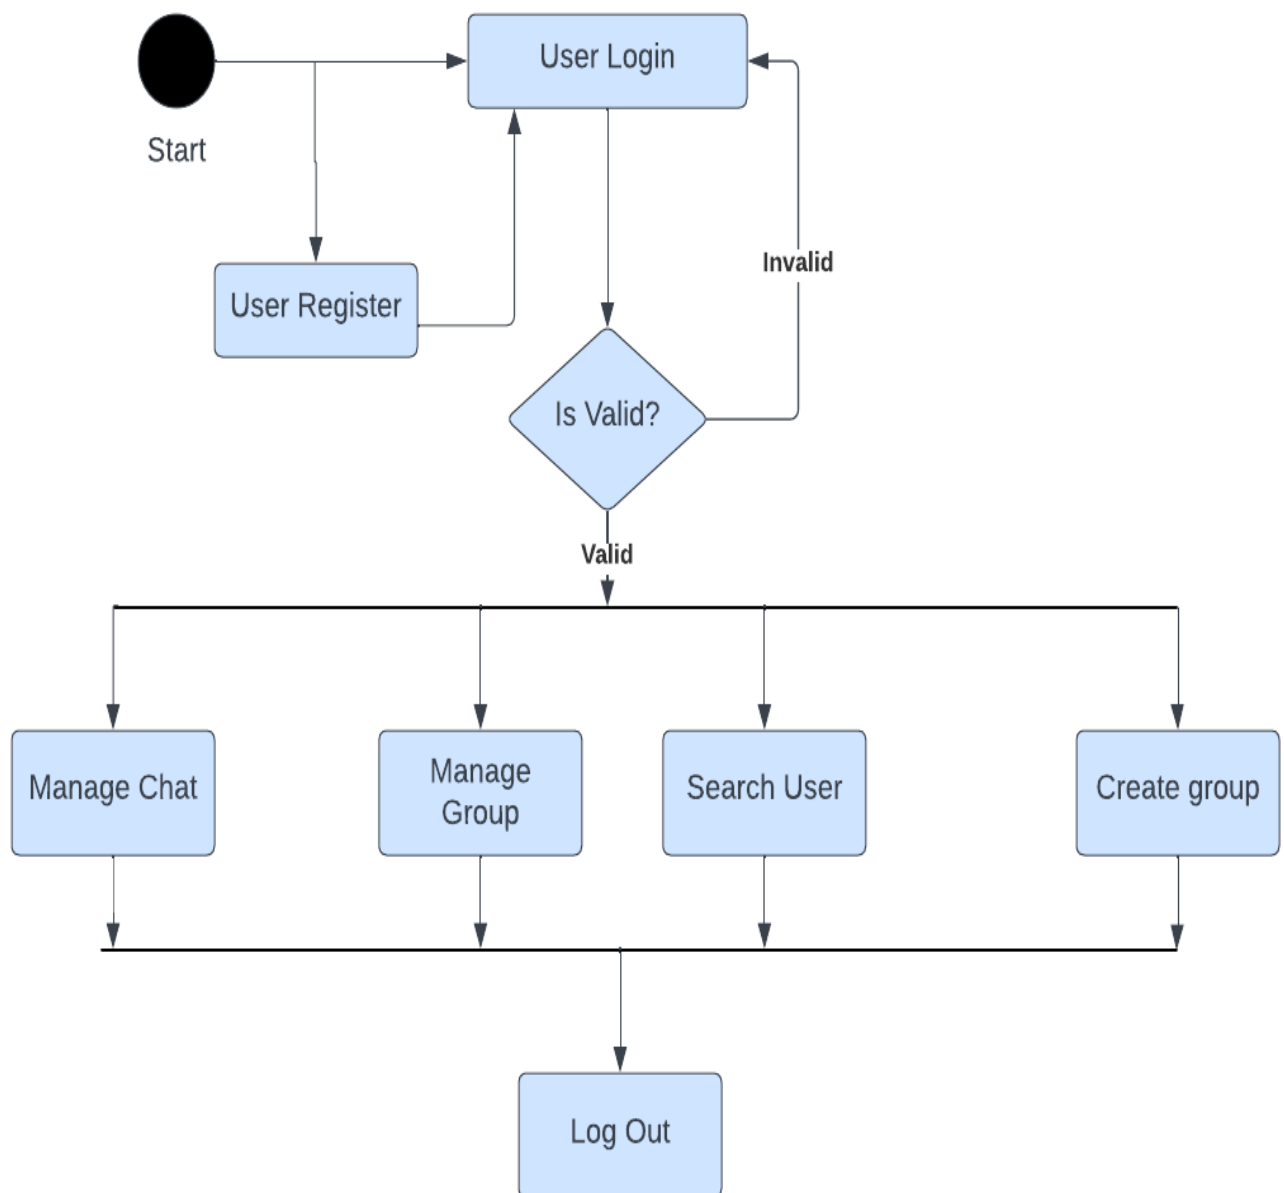 User Login
Start
Invalid
User Register
Is Valid?
Valid
Manage Chat
Manage
Group
Search User
Create group
Log Out